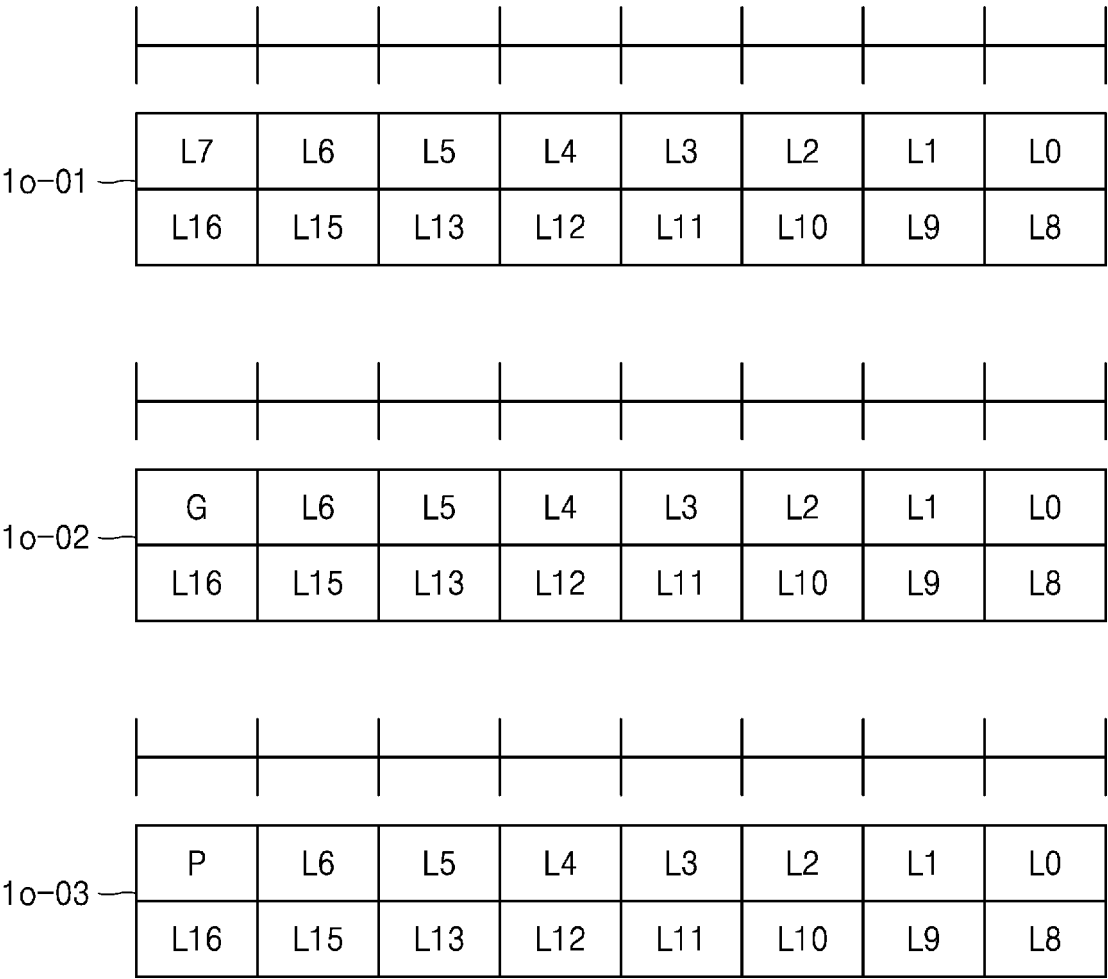 L7 L6 L5 L4 L3 L2 L1 L0
1o-01
L16 L15 L13 L12 L11 L10 L9 L8
G L6 L5 L4 L3 L2 L1 L0
1o-02
L16 L15 L13 L12 L11 L10 L9 L8
P L6 L5 L4 L3 L2 L1 L0
1o-03
L16 L15 L13 L12 L11 L10 L9 L8